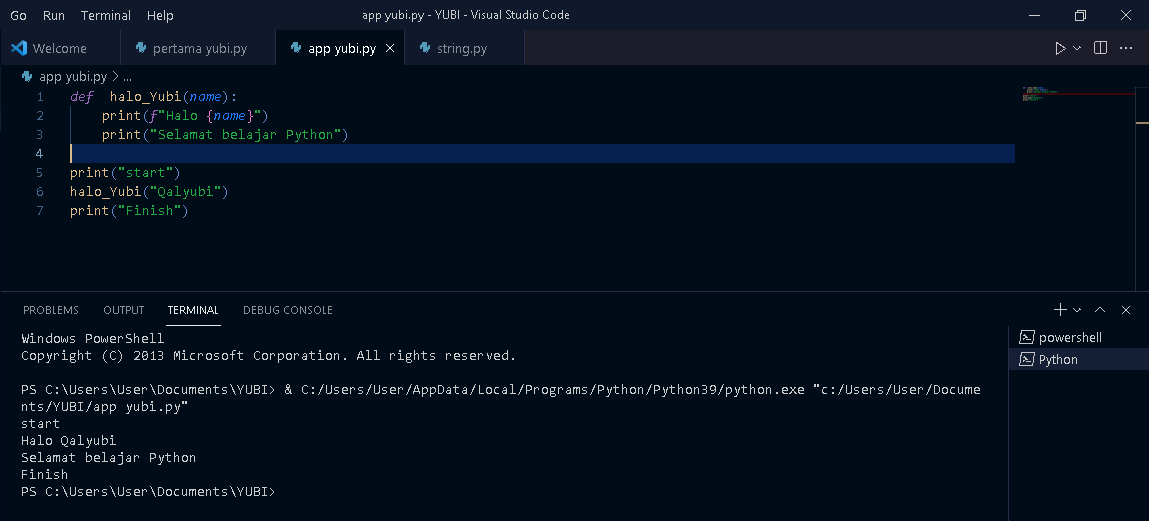 Go Run Terminal Help app yubi.py - YUBI - Visual Studio Code
Welcome pertama yubi.py app yubi.py string.py
app yubi.py > ...
1 def halo_Yubi(name):
2 print(f"Halo {name}")
3 print("Selamat belajar Python")
4
5 print("start")
6 halo_Yubi("Qalyubi")
7 print("Finish")
PROBLEMS OUTPUT TERMINAL DEBUG CONSOLE
Windows PowerShell
Copyright (C) 2013 Microsoft Corporation. All rights reserved.
PS C:\Users\User\Documents\YUBI> & C:/Users/User/AppData/Local/Programs/Python/Python39/python.exe "c:/Users/User/Docume
nts/YUBI/app yubi.py"
start
Halo Qalyubi
Selamat belajar Python
Finish
PS C:\Users\User\Documents\YUBI>
powershell
Python